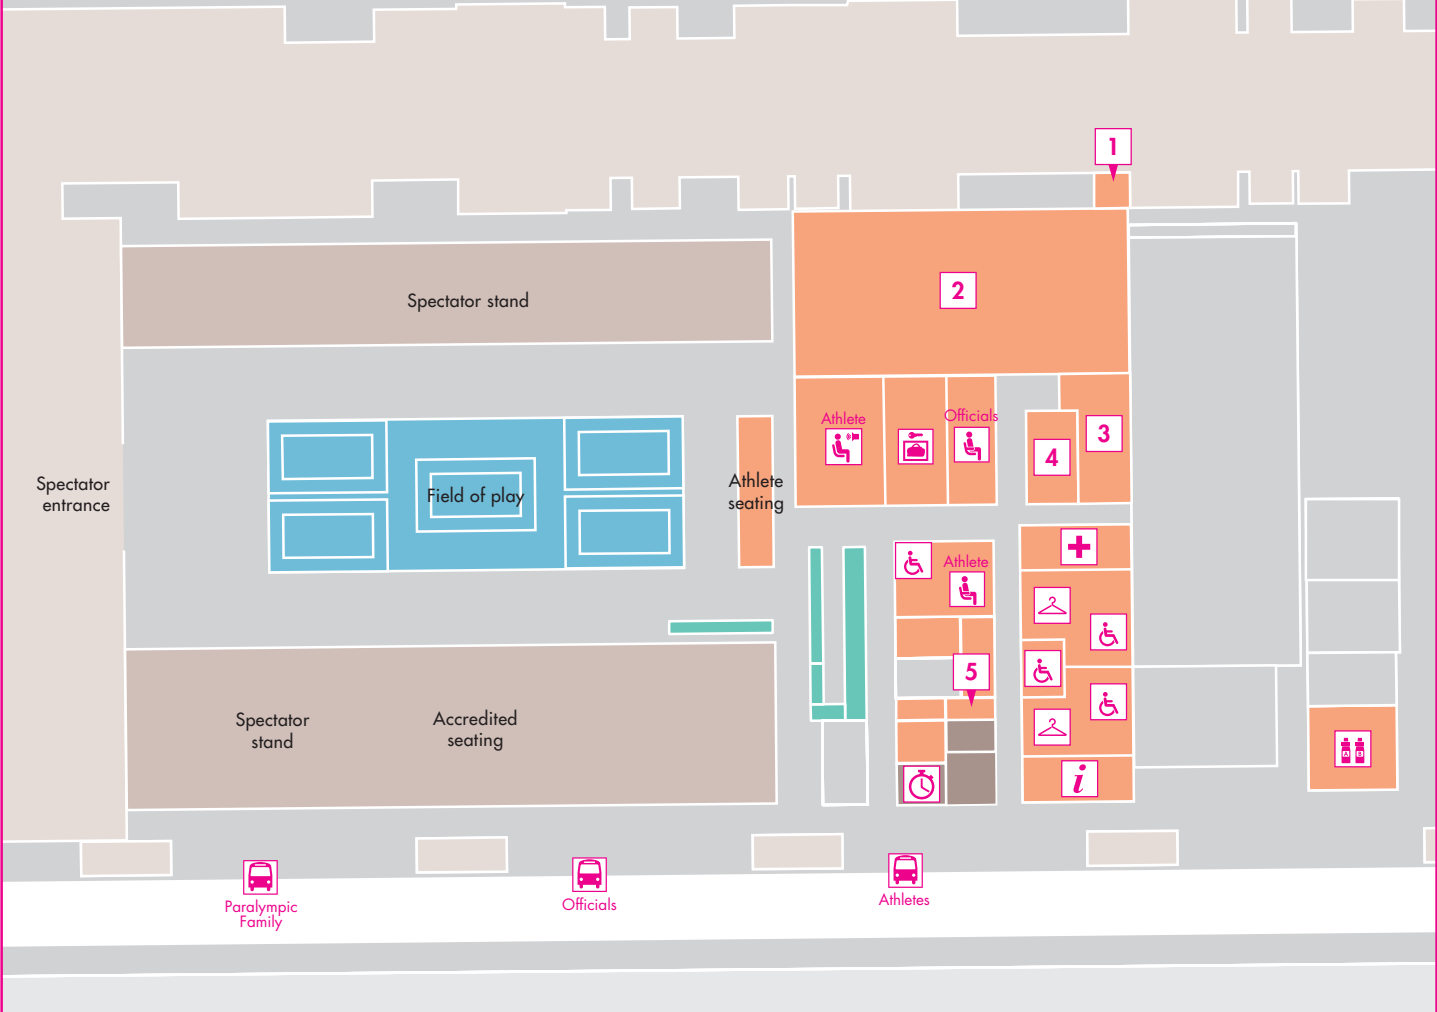 1
2
Spectator stand
Athlete
Officials
3
4
Spectator
entrance
Field of play
Athlete
seating
Athlete
5
Spectator
stand
Accredited
seating
i
A B
Paralympic
Family
Officials
Athletes